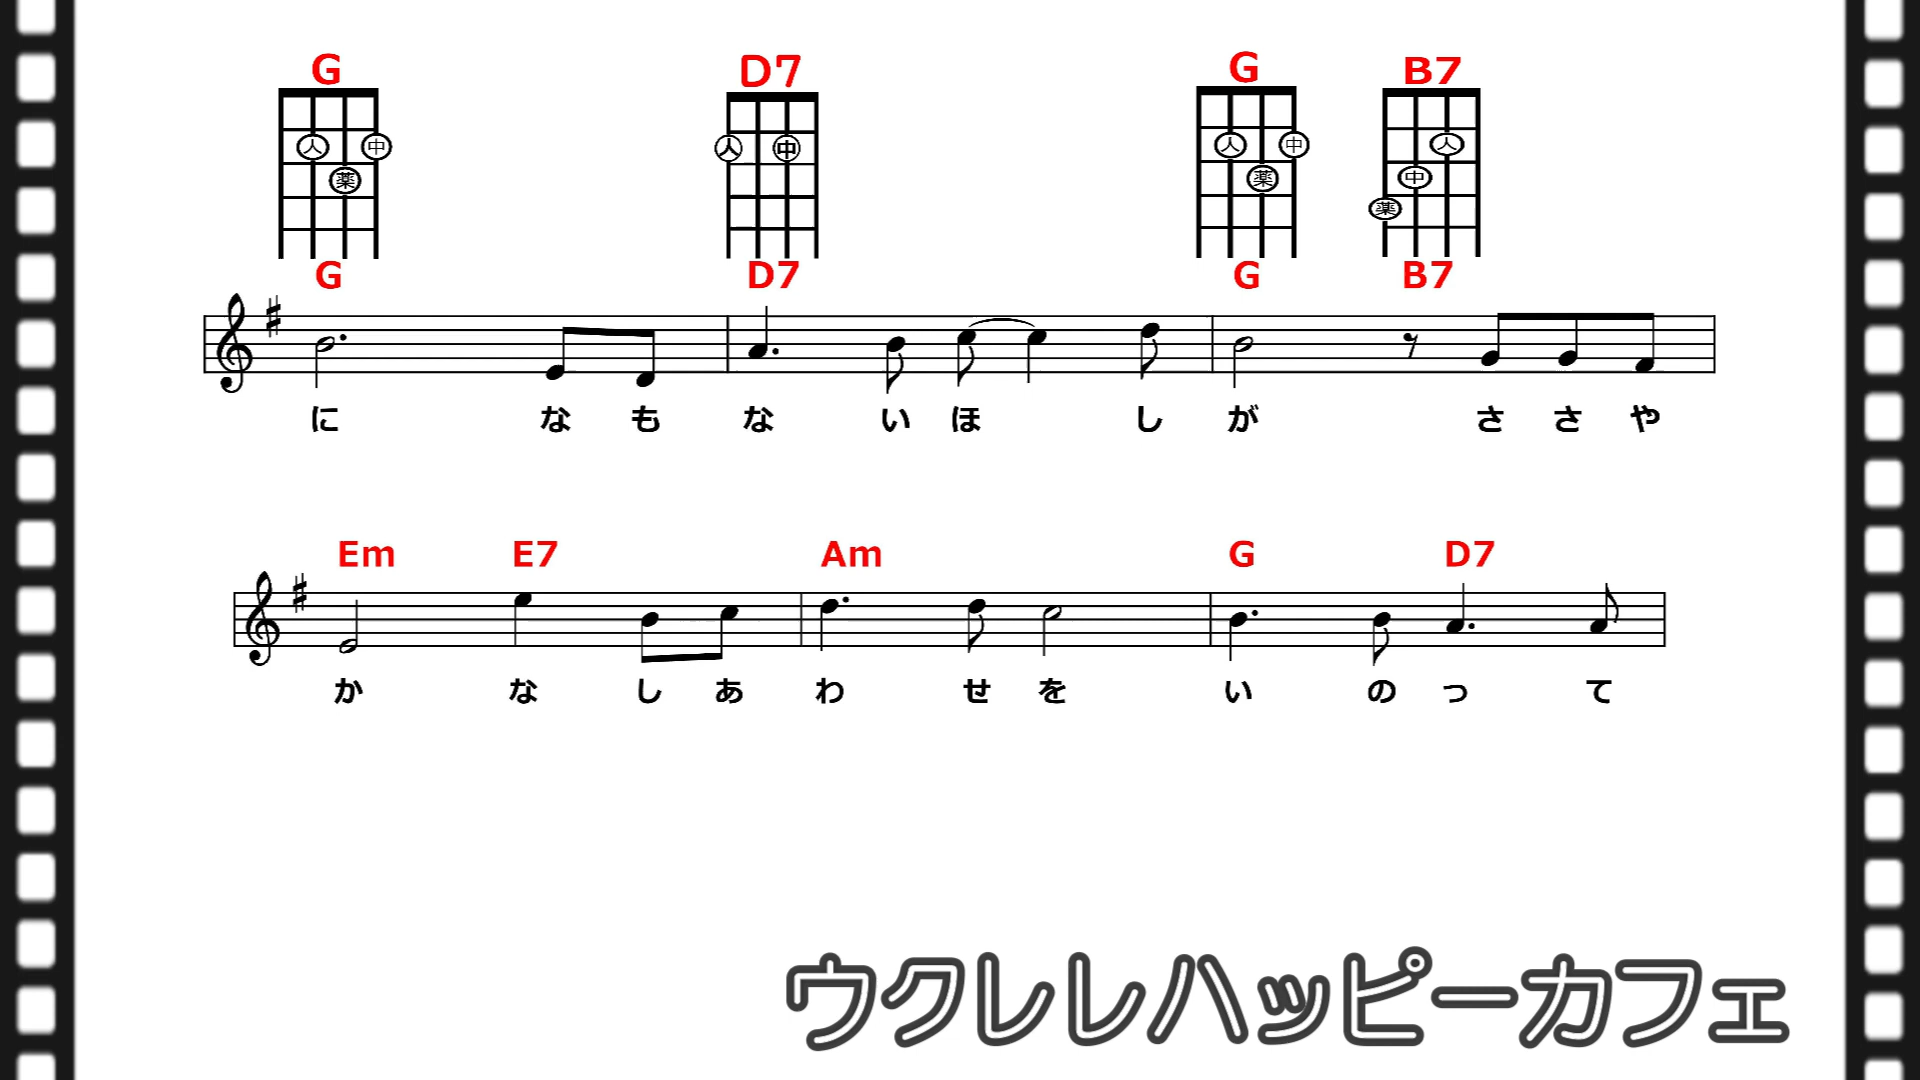 G D7 G B7
人 中 薬 人 中 人 中 薬 人 中 薬
G D7 G B7
に な も な い ほ し が さ さ や
Em E7 Am G D7
か な し あ わ せ を い の っ て
ウクレレハッピーカフェ